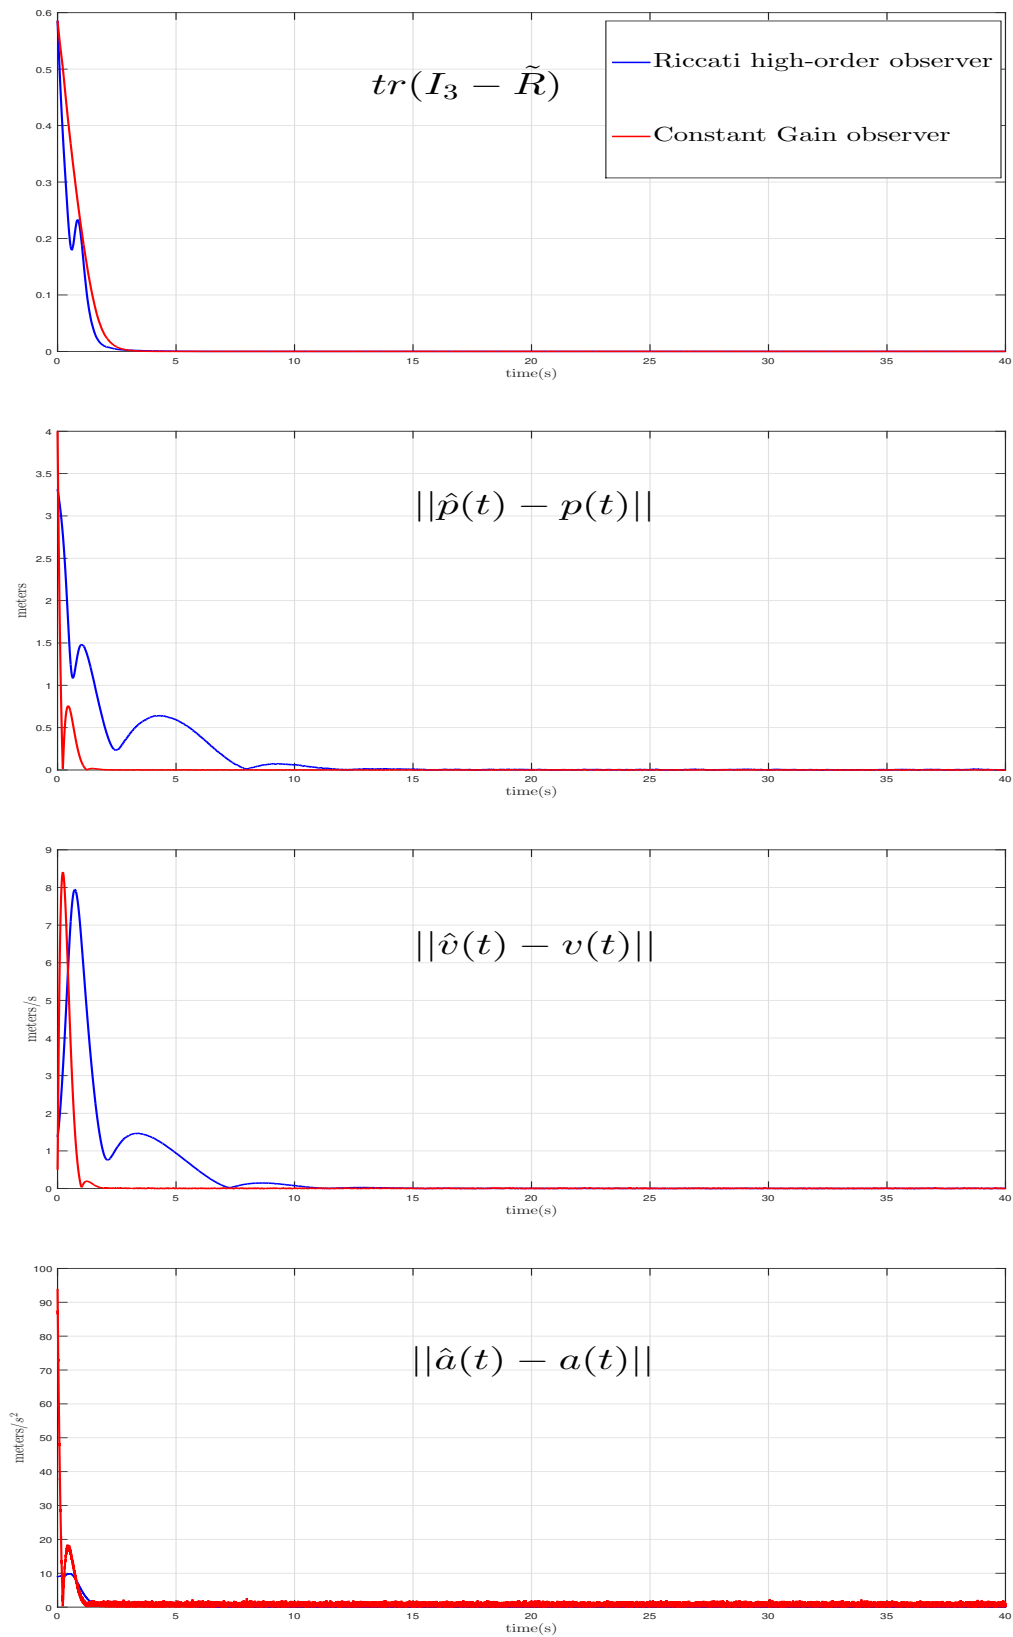 0.6
0.5
0.4
0.3
0.2
0.1
0
tr(I₃ − R̃)
Riccati high-order observer
Constant Gain observer
0 5 10 15 20 25 30 35 40
time(s)
4
3.5
3
2.5
2
1.5
1
0.5
0
meters
||p̂(t) − p(t)||
0 5 10 15 20 25 30 35 40
time(s)
9
8
7
6
5
4
3
2
1
0
meters/s
||v̂(t) − v(t)||
0 5 10 15 20 25 30 35 40
time(s)
100
90
80
70
60
50
40
30
20
10
0
meters/s²
||â(t) − a(t)||
0 5 10 15 20 25 30 35 40
time(s)